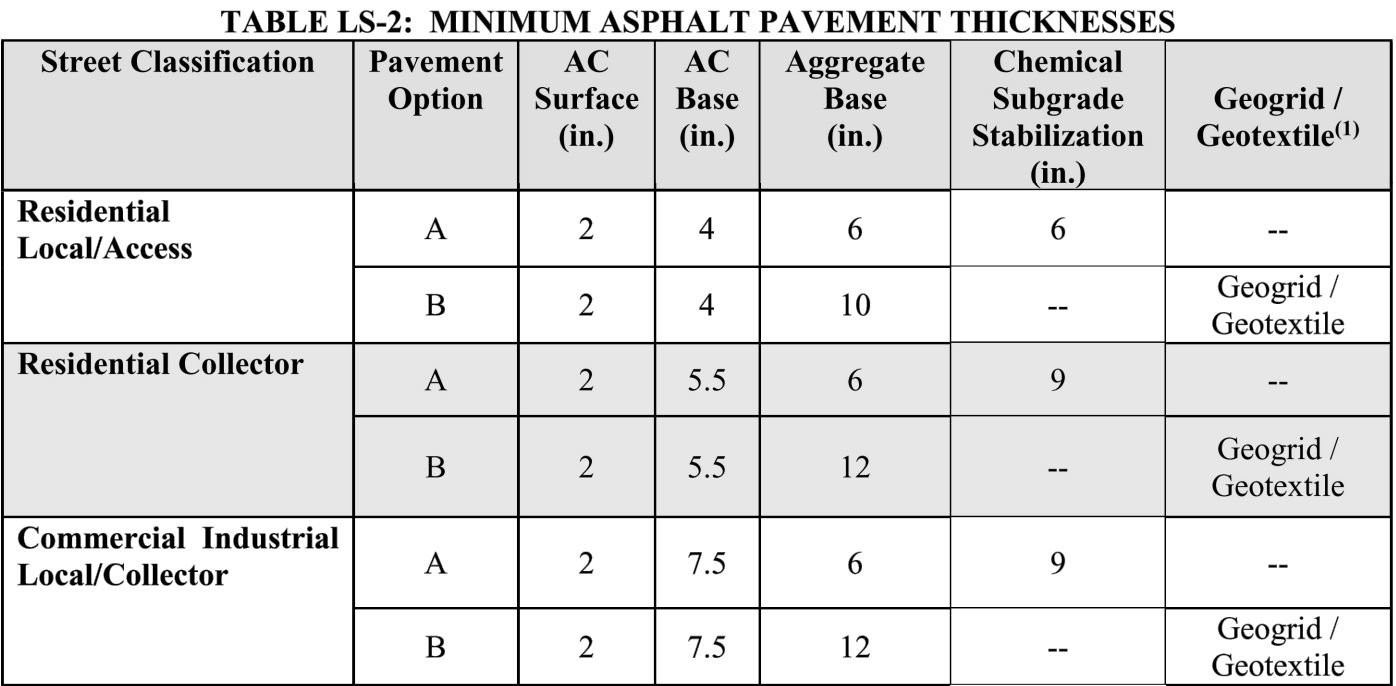 TABLE LS-2: MINIMUM ASPHALT PAVEMENT THICKNESSES
Street Classification
Pavement
Option
AC
Surface
(in.)
AC
Base
(in.)
Aggregate
Base
(in.)
Chemical
Subgrade
Stabilization
(in.)
Geogrid /
Geotextile(1)
Residential
Local/Access
A
2
4
6
6
--
B
2
4
10
--
Geogrid /
Geotextile
Residential Collector
A
2
5.5
6
9
--
B
2
5.5
12
--
Geogrid /
Geotextile
Commercial Industrial
Local/Collector
A
2
7.5
6
9
--
B
2
7.5
12
--
Geogrid /
Geotextile